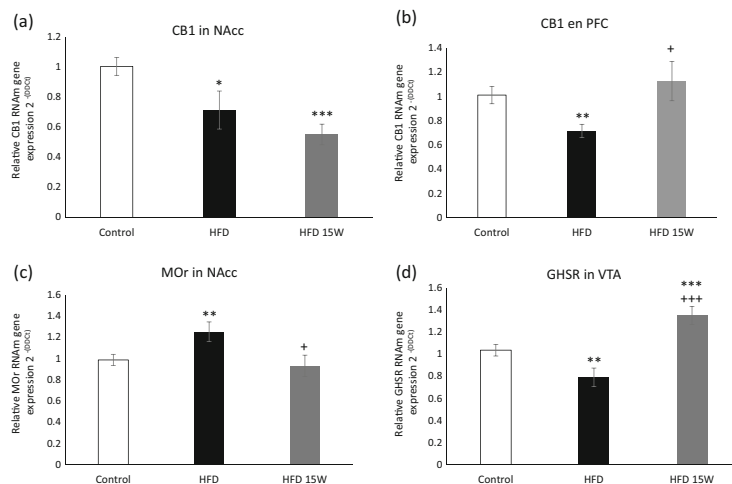 (a)
CB1 in NAcc
Relative CB1 RNAm gene
expression 2 -(DDCt)
1.2
1
0.8
0.6
0.4
0.2
0
*
***
Control
HFD
HFD 15W
(b)
CB1 en PFC
Relative CB1 RNAm gene
expression 2 -(DDCt)
1.4
1.2
1
0.8
0.6
0.4
0.2
0
**
+
Control
HFD
HFD 15W
(c)
MOr in NAcc
Relative MOr RNAm gene
expression 2 -(DDCt)
1.6
1.4
1.2
1
0.8
0.6
0.4
0.2
0
**
+
Control
HFD
HFD 15W
(d)
GHSR in VTA
Relative GHSR RNAm gene
expression 2 -(DDCt)
1.6
1.4
1.2
1
0.8
0.6
0.4
0.2
0
**
***
+++
Control
HFD
HFD 15W